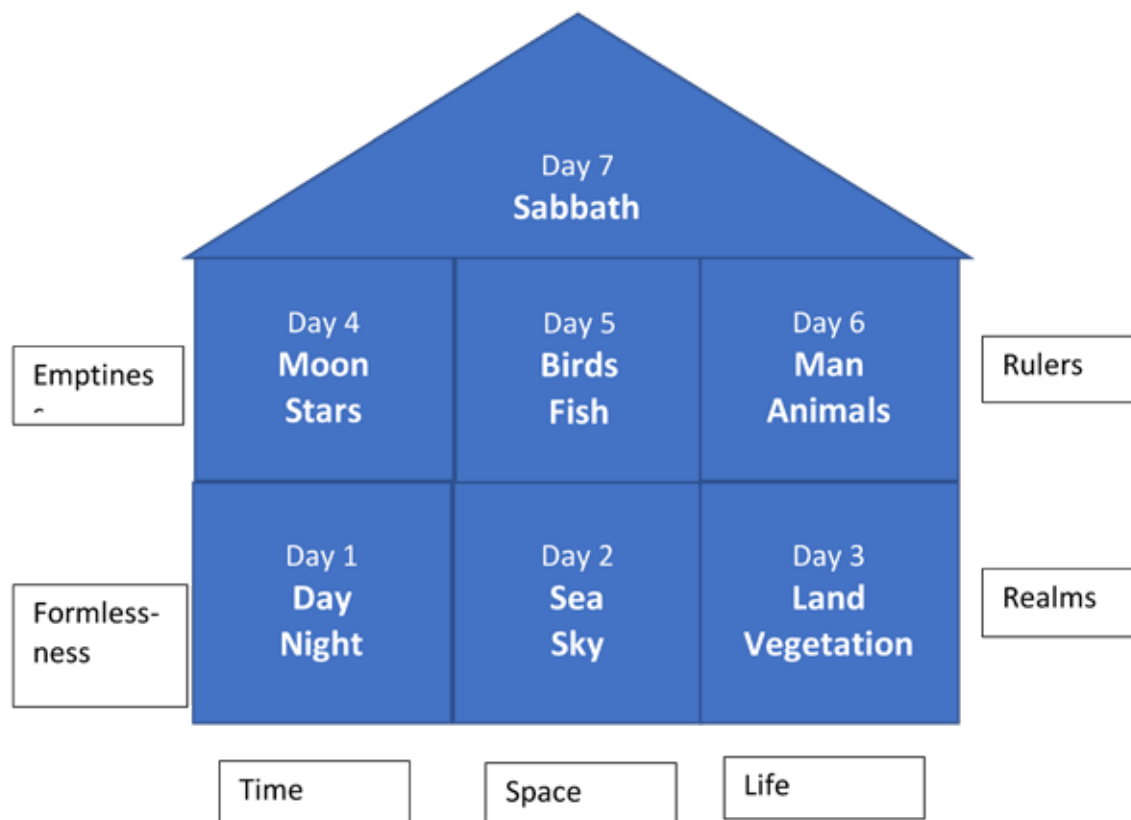 Day 7
Sabbath
Day 4
Moon
Stars
Day 5
Birds
Fish
Day 6
Man
Animals
Emptines
Rulers
Day 1
Day
Night
Day 2
Sea
Sky
Day 3
Land
Vegetation
Formless-
ness
Realms
Time
Space
Life